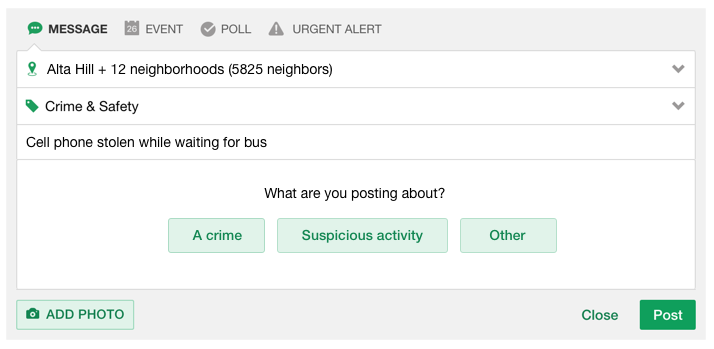 MESSAGE 26 EVENT POLL URGENT ALERT
Alta Hill + 12 neighborhoods (5825 neighbors)
Crime & Safety
Cell phone stolen while waiting for bus
What are you posting about?
A crime Suspicious activity Other
ADD PHOTO Close Post